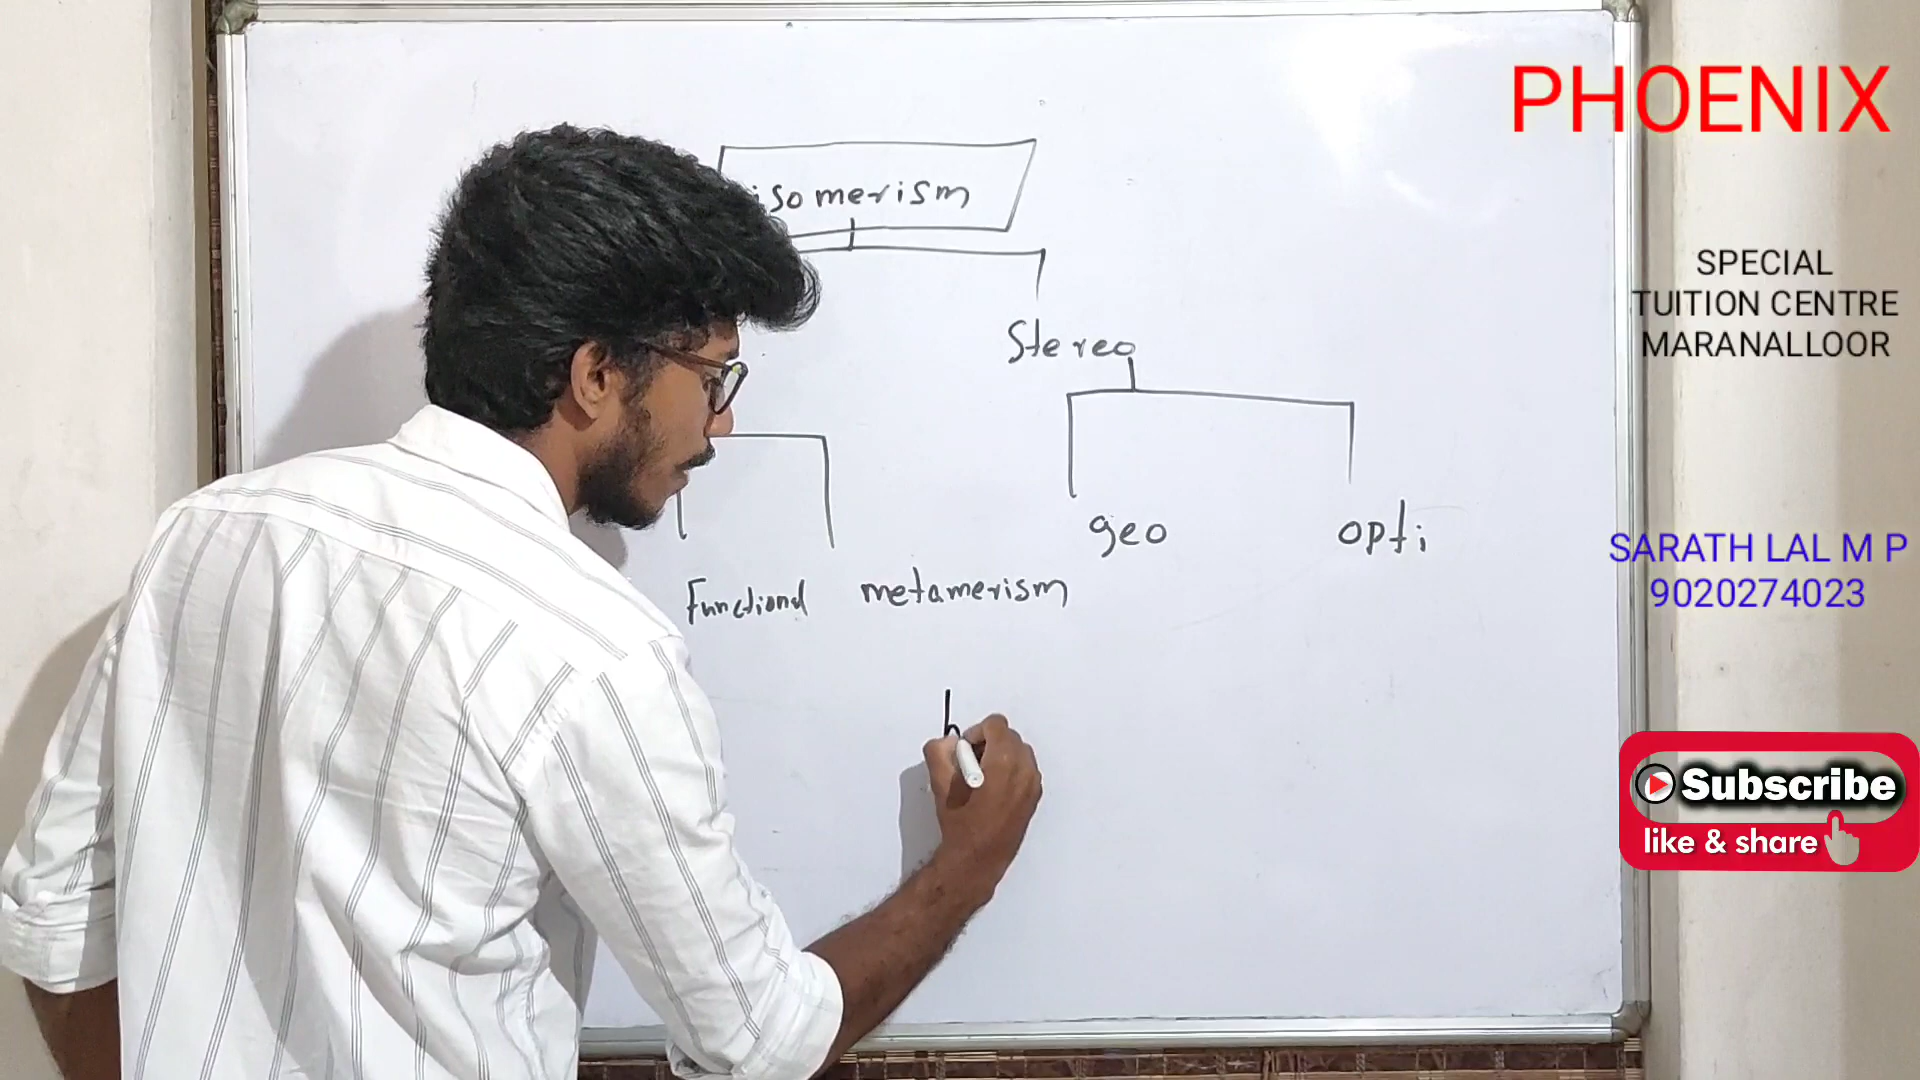 isomerism
Stereo
geo
opti
Functional
metamerism
h
PHOENIX
SPECIAL
TUITION CENTRE
MARANALLOOR
SARATH LAL M P
9020274023
Subscribe
like & share